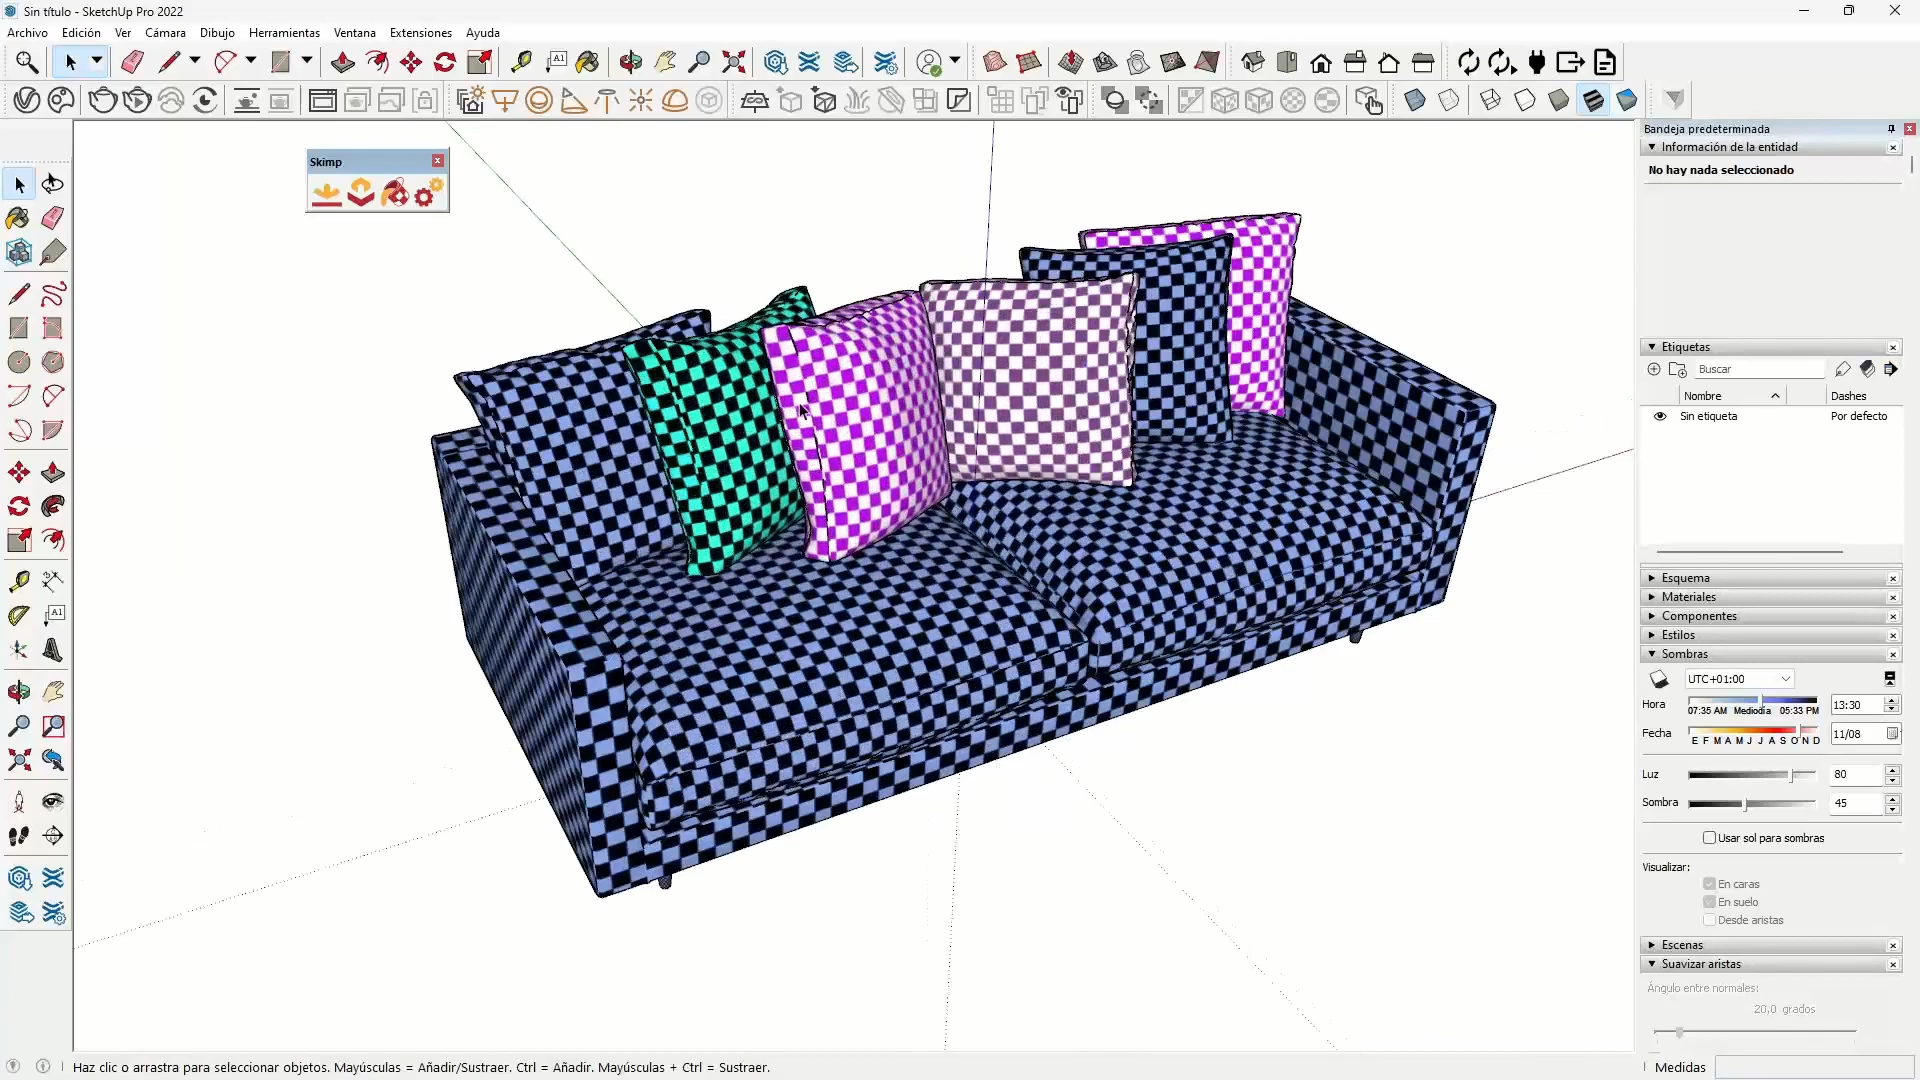 Sin título - SketchUp Pro 2022
Archivo Edición Ver Cámara Dibujo Herramientas Ventana Extensiones Ayuda
A1
Bandeja predeterminada
Información de la entidad
No hay nada seleccionado
Skimp
Etiquetas
Buscar
Nombre Dashes
Sin etiqueta Por defecto
Esquema
Materiales
Componentes
Estilos
Sombras
UTC+01:00
Hora 13:30
07:35 AM Mediodía 05:33 PM
Fecha 11/08
E F M A M J J A S O N D
Luz 80
Sombra 45
Usar sol para sombras
Visualizar:
En caras
En suelo
Desde aristas
Escenas
Suavizar aristas
Ángulo entre normales:
20,0 grados
A1
Haz clic o arrastra para seleccionar objetos. Mayúsculas = Añadir/Sustraer. Ctrl = Añadir. Mayúsculas + Ctrl = Sustraer.
Medidas